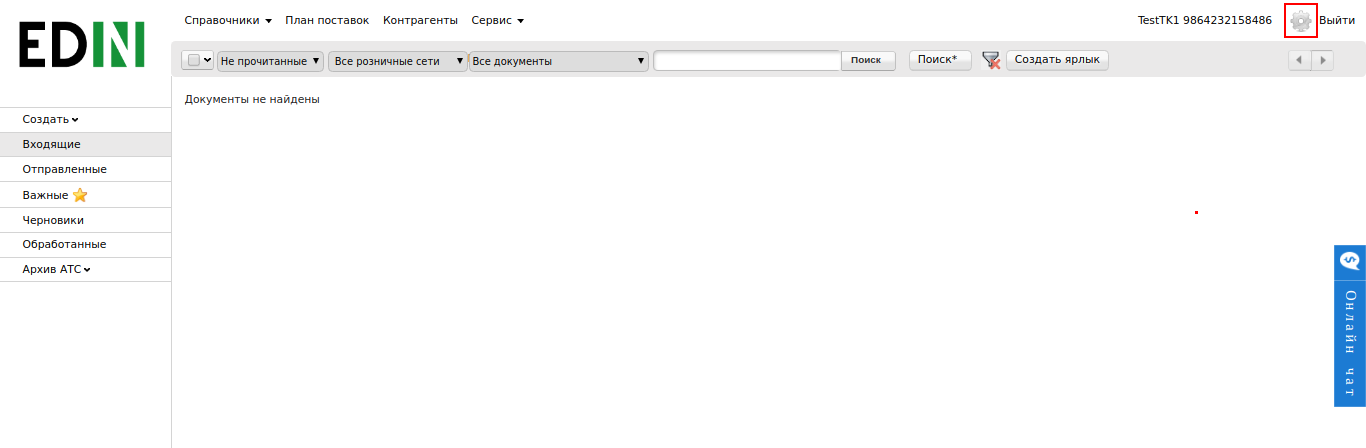 EDIN
Справочники План поставок Контрагенты Сервис TestTK1 9864232158486 Выйти
Не прочитанные Все розничные сети Все документы Поиск Поиск* Создать ярлык
Документы не найдены
Создать
Входящие
Отправленные
Важные
Черновики
Обработанные
Архив АТС
Онлайн чат